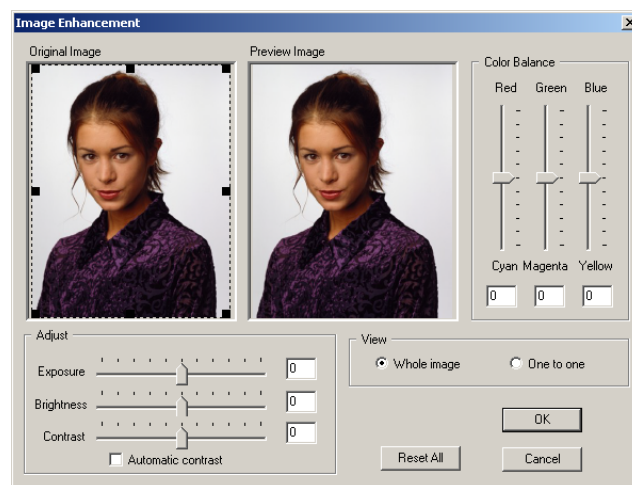 Image Enhancement
Original Image
Preview Image
Color Balance
Red Green Blue
Cyan Magenta Yellow
0 0 0
Adjust
Exposure 0
Brightness 0
Contrast 0
Automatic contrast
View
Whole image One to one
OK
Reset All Cancel